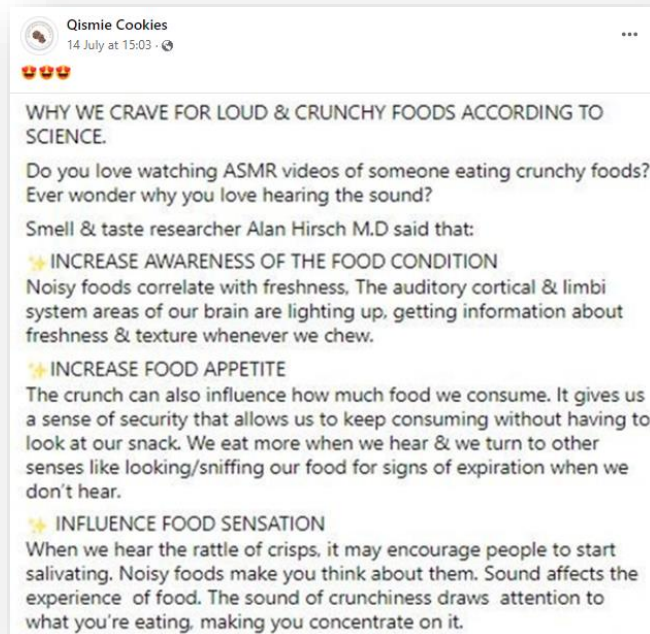 Qismie Cookies
14 July at 15:03 ·
WHY WE CRAVE FOR LOUD & CRUNCHY FOODS ACCORDING TO
SCIENCE.
Do you love watching ASMR videos of someone eating crunchy foods?
Ever wonder why you love hearing the sound?
Smell & taste researcher Alan Hirsch M.D said that:
✨INCREASE AWARENESS OF THE FOOD CONDITION
Noisy foods correlate with freshness, The auditory cortical & limbi
system areas of our brain are lighting up, getting information about
freshness & texture whenever we chew.
✨INCREASE FOOD APPETITE
The crunch can also influence how much food we consume. It gives us
a sense of security that allows us to keep consuming without having to
look at our snack. We eat more when we hear & we turn to other
senses like looking/sniffing our food for signs of expiration when we
don't hear.
✨ INFLUENCE FOOD SENSATION
When we hear the rattle of crisps, it may encourage people to start
salivating. Noisy foods make you think about them. Sound affects the
experience of food. The sound of crunchiness draws attention to
what you're eating, making you concentrate on it.